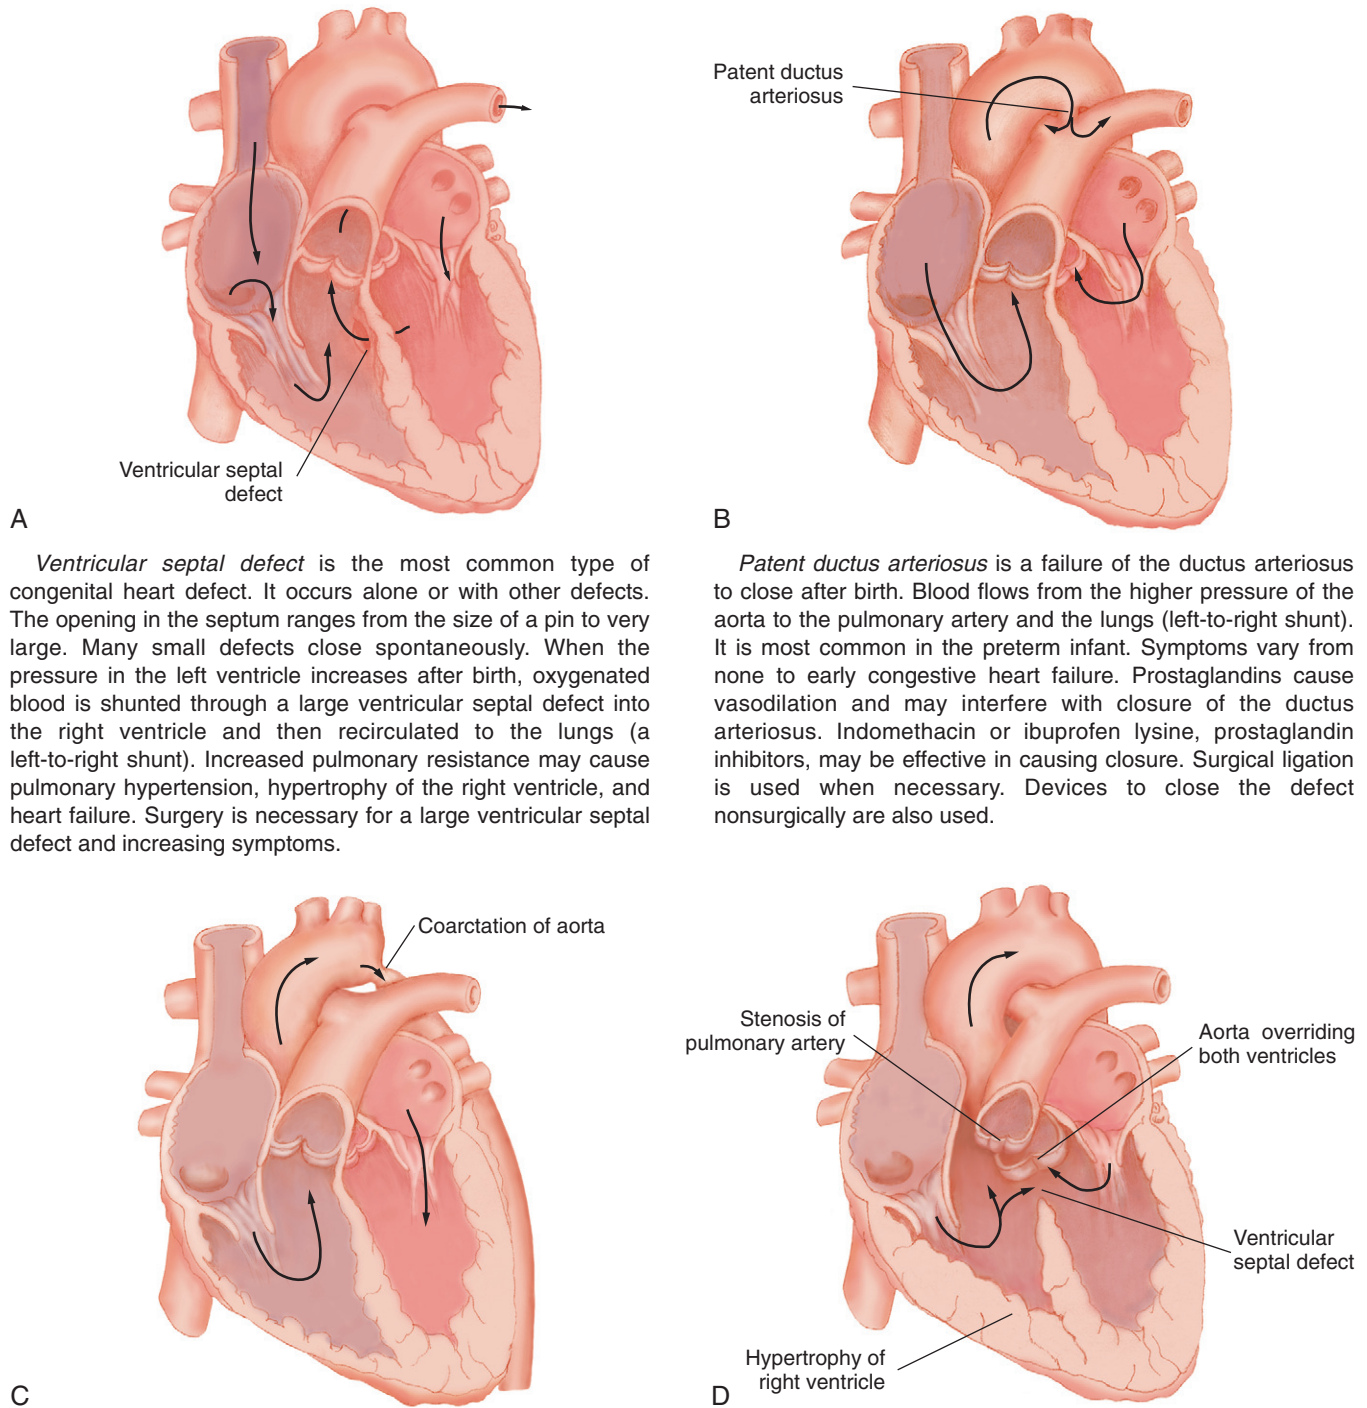 Ventricular septal
defect
A
Ventricular septal defect is the most common type of
congenital heart defect. It occurs alone or with other defects.
The opening in the septum ranges from the size of a pin to very
large. Many small defects close spontaneously. When the
pressure in the left ventricle increases after birth, oxygenated
blood is shunted through a large ventricular septal defect into
the right ventricle and then recirculated to the lungs (a
left-to-right shunt). Increased pulmonary resistance may cause
pulmonary hypertension, hypertrophy of the right ventricle, and
heart failure. Surgery is necessary for a large ventricular septal
defect and increasing symptoms.
Patent ductus
arteriosus
B
Patent ductus arteriosus is a failure of the ductus arteriosus
to close after birth. Blood flows from the higher pressure of the
aorta to the pulmonary artery and the lungs (left-to-right shunt).
It is most common in the preterm infant. Symptoms vary from
none to early congestive heart failure. Prostaglandins cause
vasodilation and may interfere with closure of the ductus
arteriosus. Indomethacin or ibuprofen lysine, prostaglandin
inhibitors, may be effective in causing closure. Surgical ligation
is used when necessary. Devices to close the defect
nonsurgically are also used.
Coarctation of aorta
C
Stenosis of
pulmonary artery
Aorta overriding
both ventricles
Ventricular
septal defect
Hypertrophy of
right ventricle
D